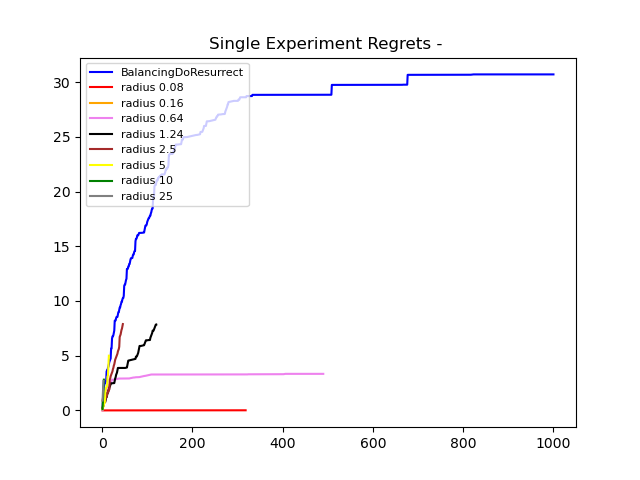 Single Experiment Regrets -
BalancingDoResurrect
radius 0.08
radius 0.16
radius 0.64
radius 1.24
radius 2.5
radius 5
radius 10
radius 25
30
25
20
15
10
5
0
0 200 400 600 800 1000